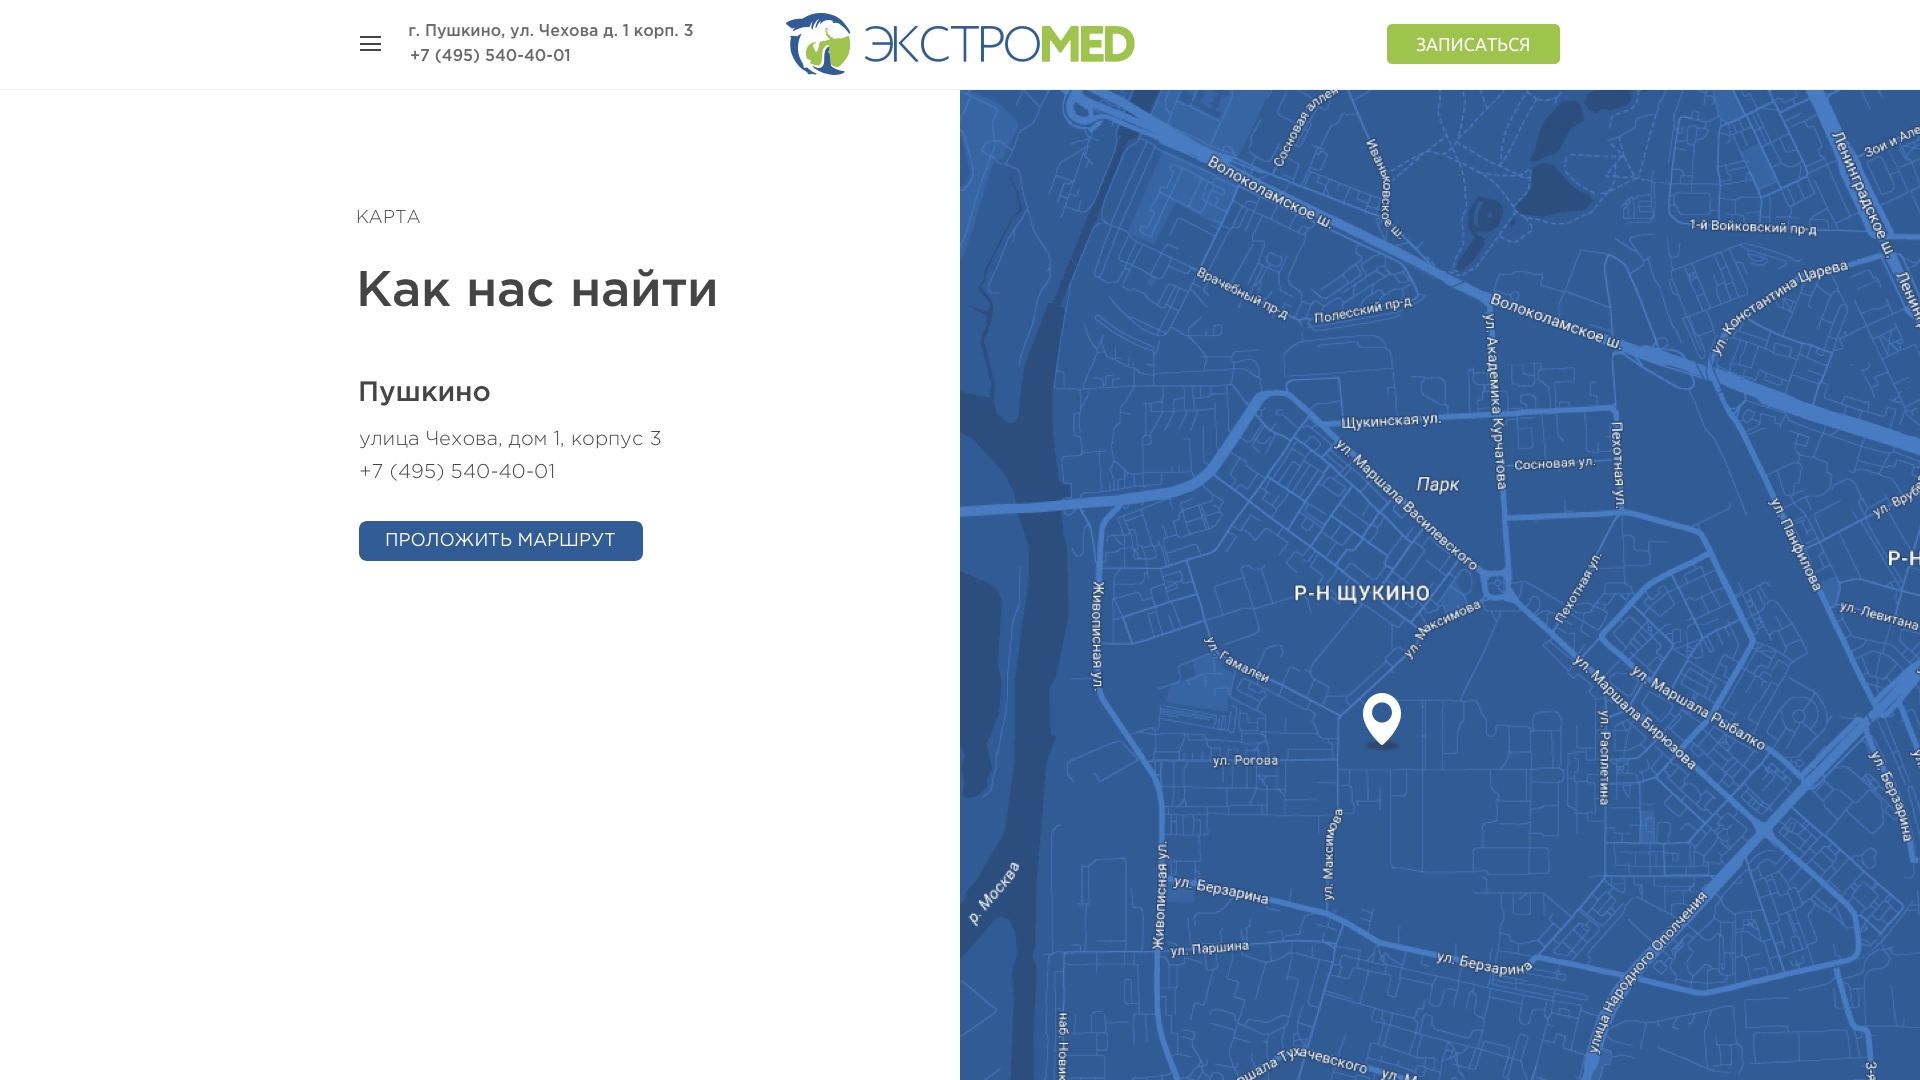 г. Пушкино, ул. Чехова д. 1 корп. 3
+7 (495) 540-40-01
ЭКСТРОMED
ЗАПИСАТЬСЯ
КАРТА
Как нас найти
Пушкино
улица Чехова, дом 1, корпус 3
+7 (495) 540-40-01
ПРОЛОЖИТЬ МАРШРУТ
Сосновая аллея
Волоколамское ш.
Иваньковское ш.
Ленинградское ш.
Зои и Але
1-й Войковский пр-д
Врачебный пр-д
Полесский пр-д
Волоколамское ш.
ул. Константина Царева
Ленинг
ул. Академика Курчатова
Щукинская ул.
Пехотная ул.
Сосновая ул.
ул. Маршала Василевского
Парк
ул. Панфилова
ул. Врубе
Р-Н
Р-Н ЩУКИНО
Живописная ул.
Пехотная ул.
ул. Максимова
ул. Левитана
ул. Гамалеи
ул. Маршала Бирюзова
ул. Маршала Рыбалко
ул. Расплетина
ул. Рогова
ул. Берзарина
ул. Максимова
р. Москва
Живописная ул.
ул. Берзарина
улица Народного Ополчения
ул. Паршина
ул. Берзарина
наб. Новик
ршала Тухачевского
ул. М
3-я